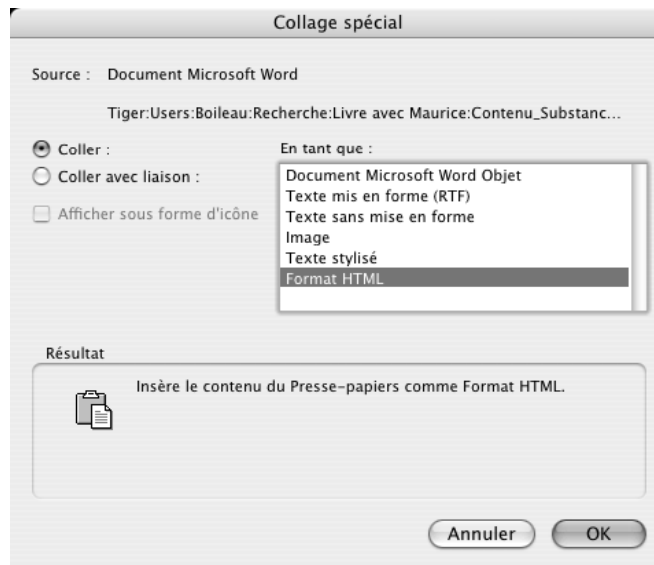 Collage spécial
Source : Document Microsoft Word
Tiger:Users:Boileau:Recherche:Livre avec Maurice:Contenu_Substanc...
Coller :
En tant que :
Coller avec liaison :
Afficher sous forme d'icône
Document Microsoft Word Objet
Texte mis en forme (RTF)
Texte sans mise en forme
Image
Texte stylisé
Format HTML
Résultat
Insère le contenu du Presse-papiers comme Format HTML.
Annuler
OK